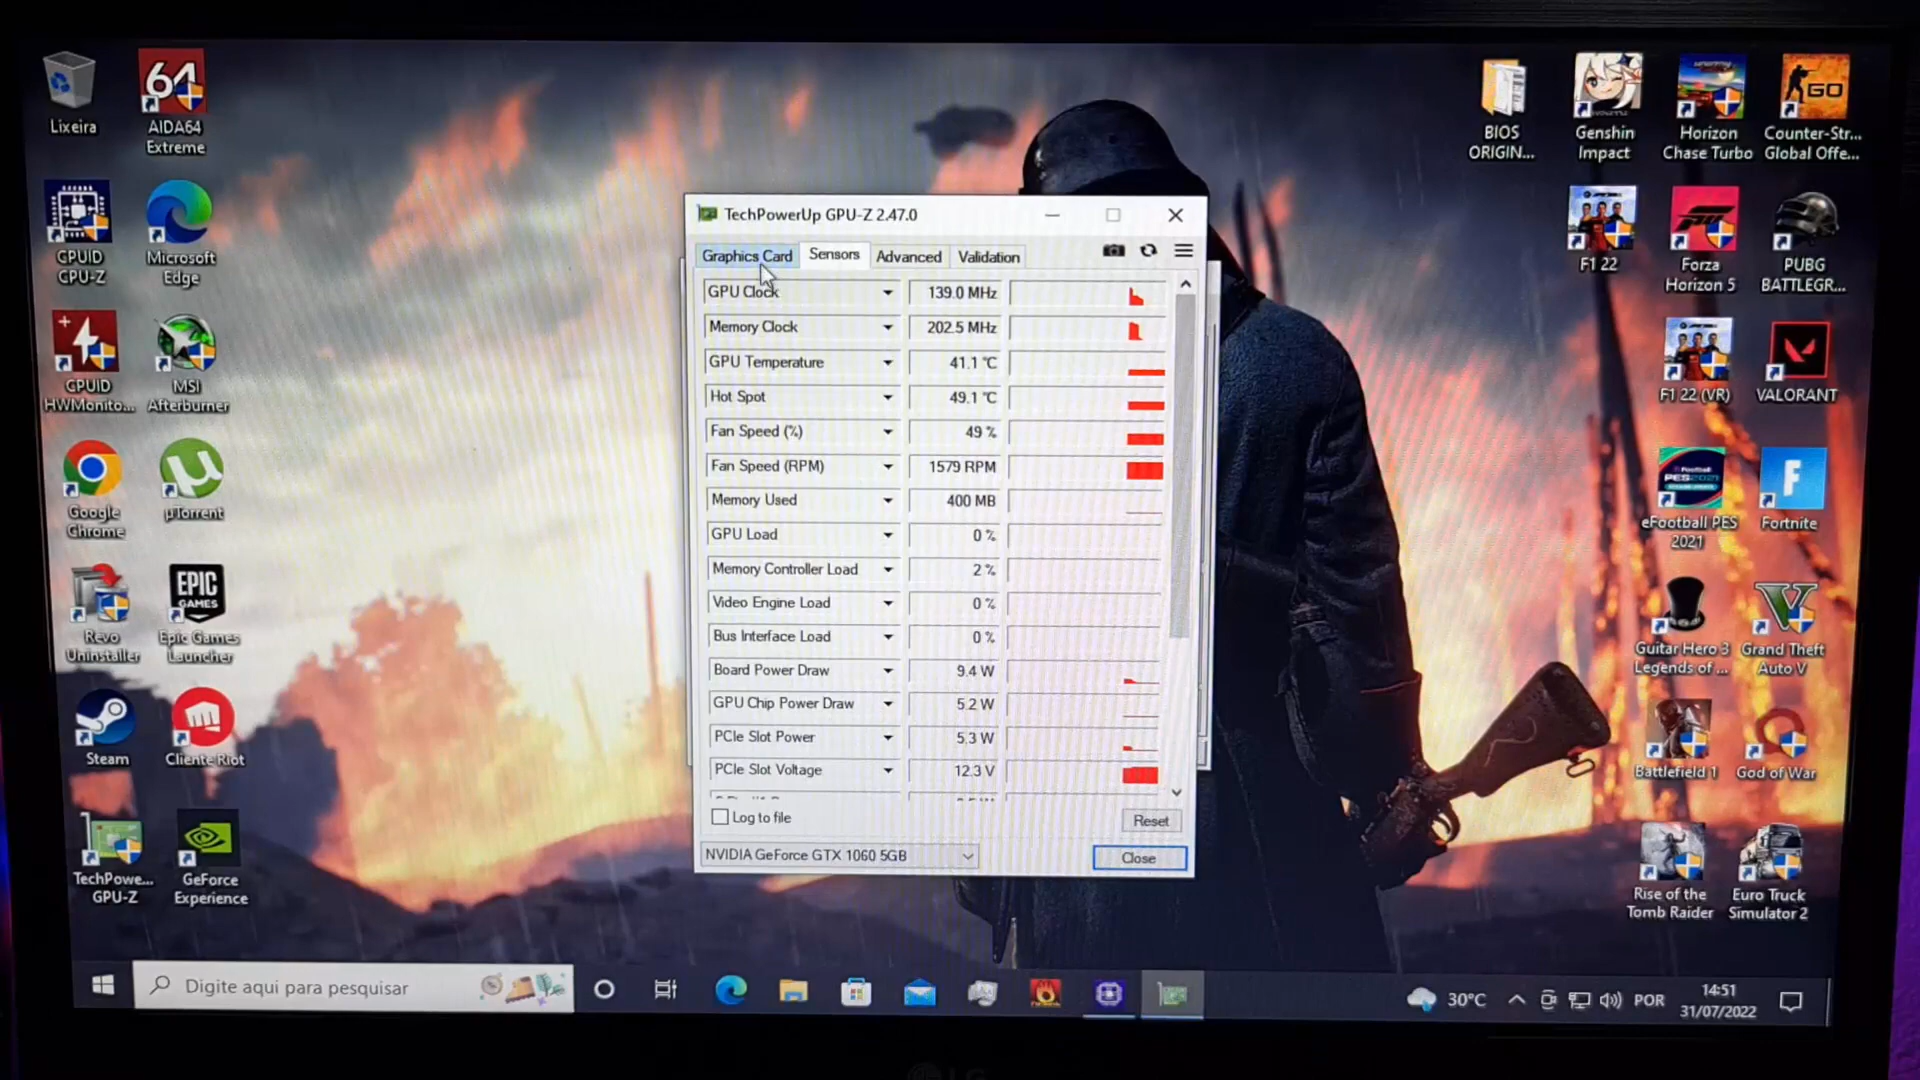 Lixeira
64
AIDA64
Extreme
CPUID
CPU-Z
Microsoft
Edge
CPUID
HWMonito...
MSI
Afterburner
Google
Chrome
µTorrent
Revo
Uninstaller
EPIC
GAMES
Epic Games
Launcher
Steam
Cliente Riot
TechPowe...
GPU-Z
GeForce
Experience
TechPowerUp GPU-Z 2.47.0
Graphics Card
Sensors
Advanced
Validation
GPU Clock
139.0 MHz
Memory Clock
202.5 MHz
GPU Temperature
41.1 °C
Hot Spot
49.1 °C
Fan Speed (%)
49 %
Fan Speed (RPM)
1579 RPM
Memory Used
400 MB
GPU Load
0 %
Memory Controller Load
2 %
Video Engine Load
0 %
Bus Interface Load
0 %
Board Power Draw
9.4 W
GPU Chip Power Draw
5.2 W
PCIe Slot Power
5.3 W
PCIe Slot Voltage
12.3 V
Log to file
Reset
NVIDIA GeForce GTX 1060 5GB
Close
BIOS
ORIGIN...
Genshin
Impact
Horizon
Chase Turbo
GO
Counter-Str...
Global Offe...
F1 22
Forza
Horizon 5
PUBG
BATTLEGR...
F1 22 (VR)
VALORANT
eFootball PES
2021
F
Fortnite
Guitar Hero 3
Legends of ...
Grand Theft
Auto V
Battlefield 1
God of War
Rise of the
Tomb Raider
Euro Truck
Simulator 2
Digite aqui para pesquisar
30°C
POR
14:51
31/07/2022
LG